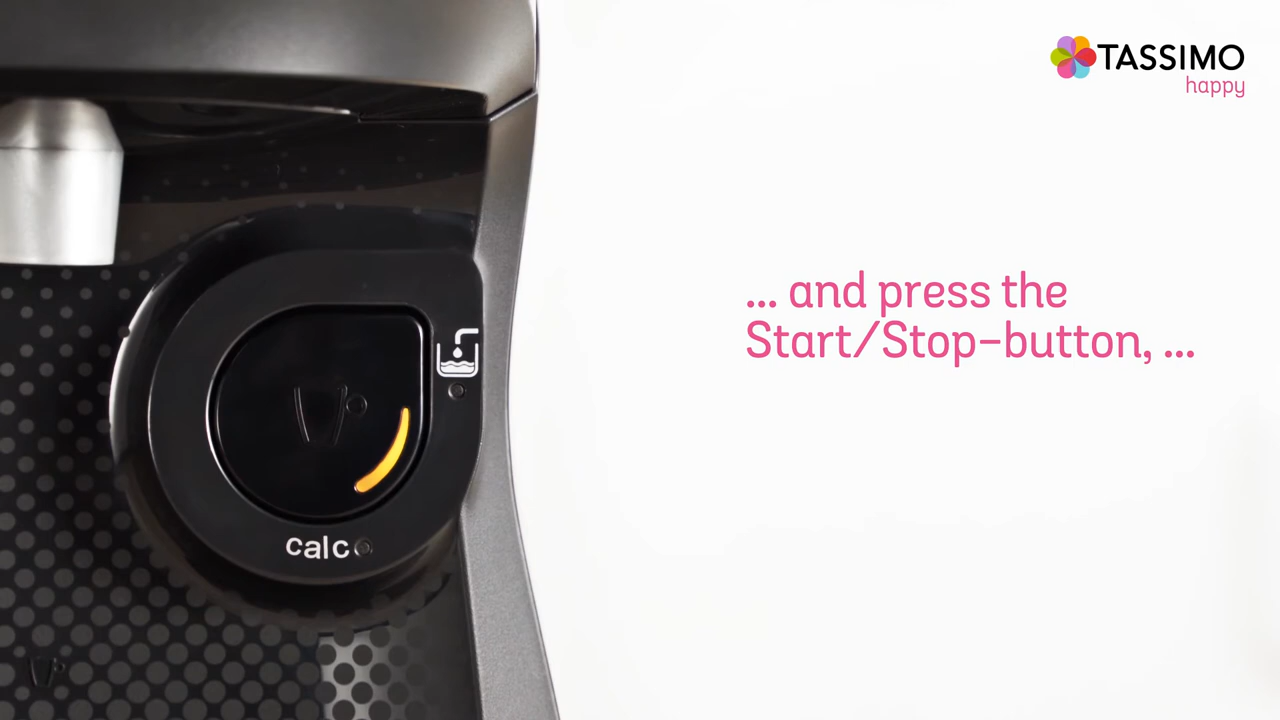 TASSIMO
happy
... and press the
Start/Stop-button, ...
calc